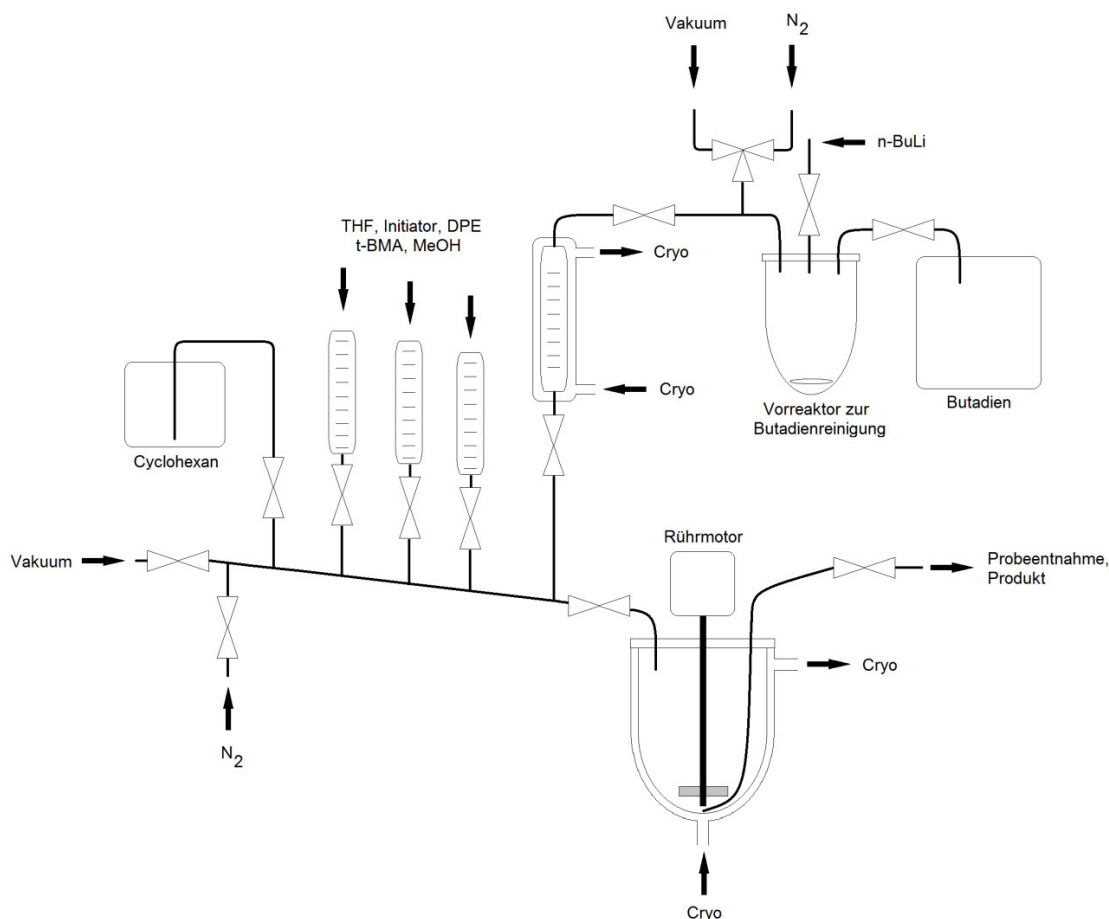 Vakuum
N2
n-BuLi
THF, Initiator, DPE
t-BMA, MeOH
Cryo
Cryo
Cyclohexan
Vorreaktor zur
Butadienreinigung
Butadien
Rührmotor
Vakuum
Probeentnahme,
Produkt
Cryo
N2
Cryo